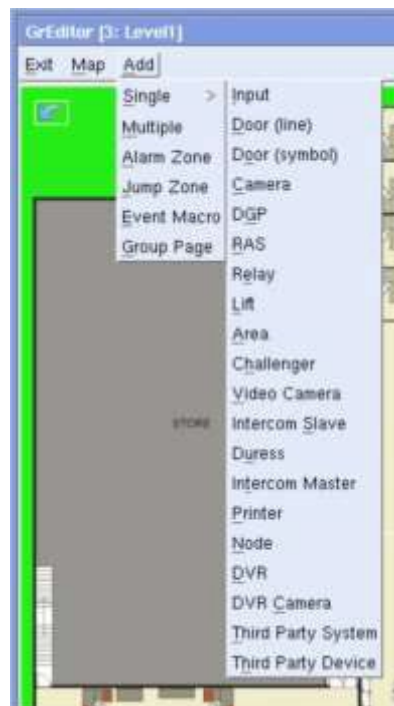 GrEditor [3: Level1]
Exit Map Add
Single >
Multiple
Alarm Zone
Jump Zone
Event Macro
Group Page
Input
Door (line)
Door (symbol)
Camera
DGP
RAS
Relay
Lift
Area
Challenger
Video Camera
Intercom Slave
Duress
Intercom Master
Printer
Node
DVR
DVR Camera
Third Party System
Third Party Device
STORE